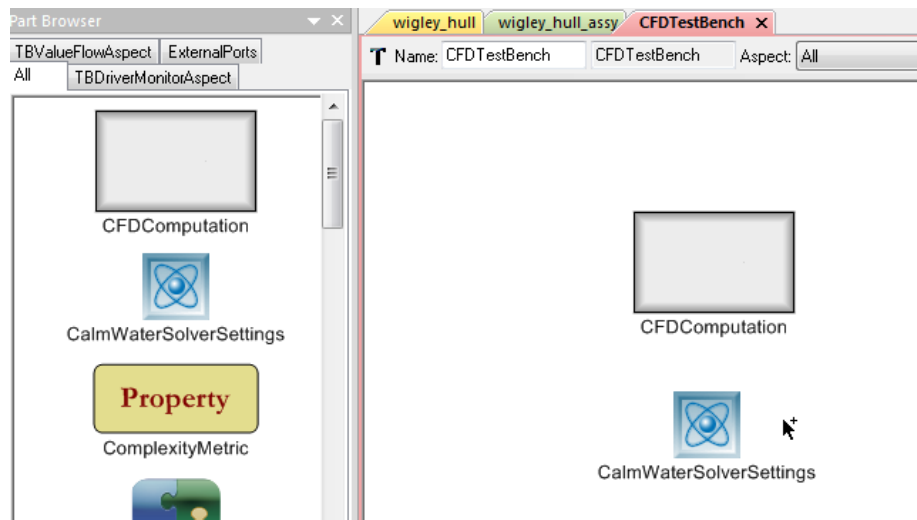 Part Browser
TBValueFlowAspect ExternalPorts
All TBDriverMonitorAspect
CFDComputation
CalmWaterSolverSettings
Property
ComplexityMetric
wigley_hull wigley_hull_assy CFDTestBench
Name: CFDTestBench CFDTestBench Aspect: All
CFDComputation
CalmWaterSolverSettings